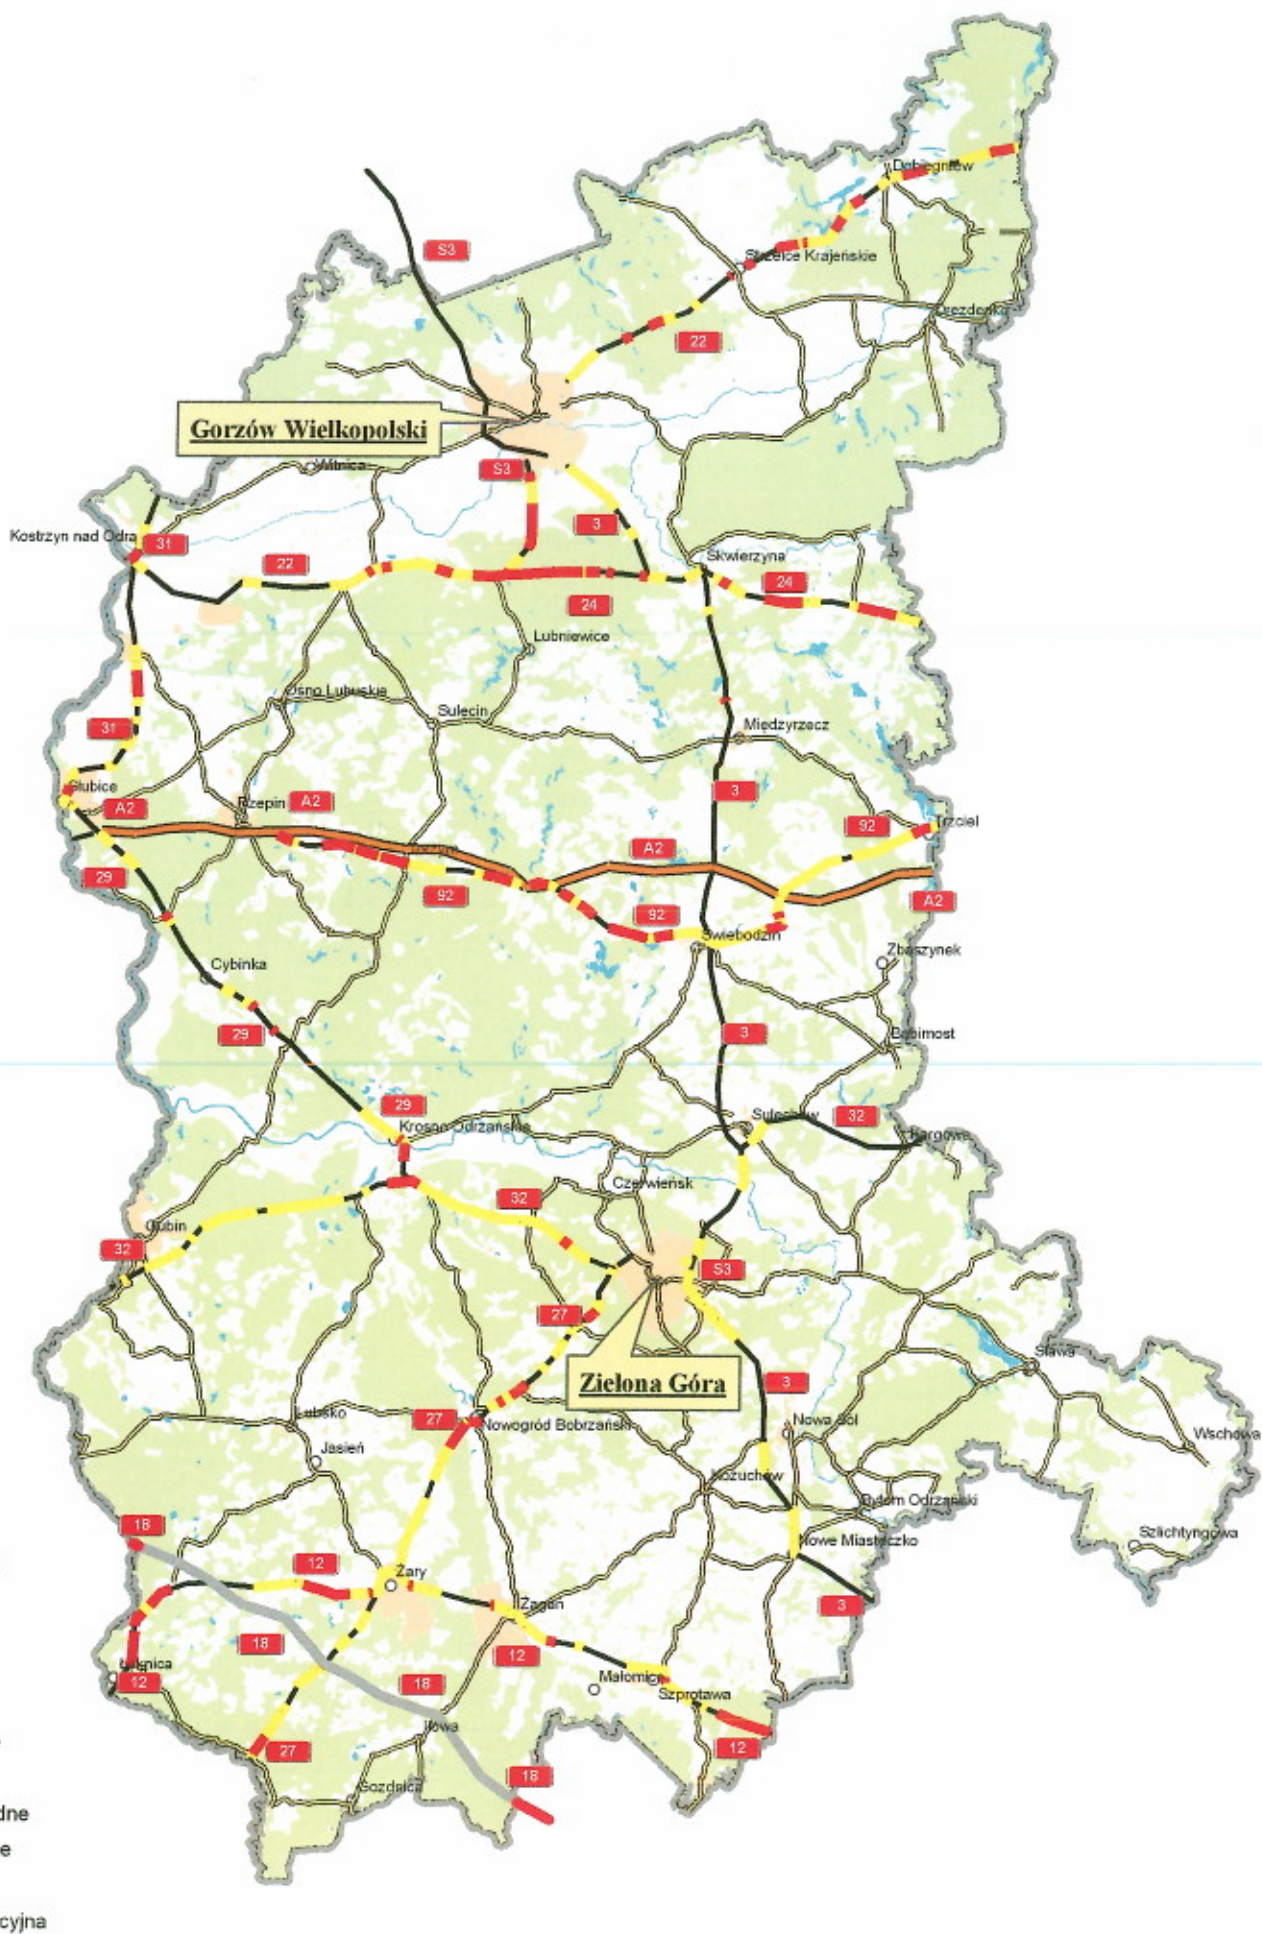 Dobiegniew
S3
Strzelce Krajeńskie
Drezdenko
22
Gorzów Wielkopolski
Witnica
S3
3
Kostrzyn nad Odrą
31
Skwierzyna
22
24
24
Lubniewice
Ośno Lubuskie
Sulęcin
31
Międzyrzecz
Słubice
3
A2
Rzepin
A2
Trzciel
92
A2
29
92
A2
92
Świebodzin
Zbąszynek
Cybinka
29
3
Babimost
29
Sulechów
32
Krosno Odrzańskie
Kargowa
Czerwieńsk
32
Gubin
32
S3
27
Sława
Zielona Góra
3
Lubsko
27
Nowogród Bobrzański
Nowa Sól
Wschowa
Jasień
Kożuchów
Bytom Odrzański
18
Szlichtyngowa
Nowe Miasteczko
12
Żary
3
Żagań
18
12
Łęknica
12
Małomice
18
Szprotawa
Iłowa
27
12
18
Gozdnica
dne
e
cyjna